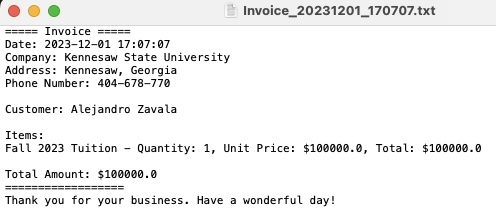 Invoice_20231201_170707.txt
===== Invoice =====
Date: 2023-12-01 17:07:07
Company: Kennesaw State University
Address: Kennesaw, Georgia
Phone Number: 404-678-770
Customer: Alejandro Zavala
Items:
Fall 2023 Tuition - Quantity: 1, Unit Price: $100000.0, Total: $100000.0
Total Amount: $100000.0
==================
Thank you for your business. Have a wonderful day!